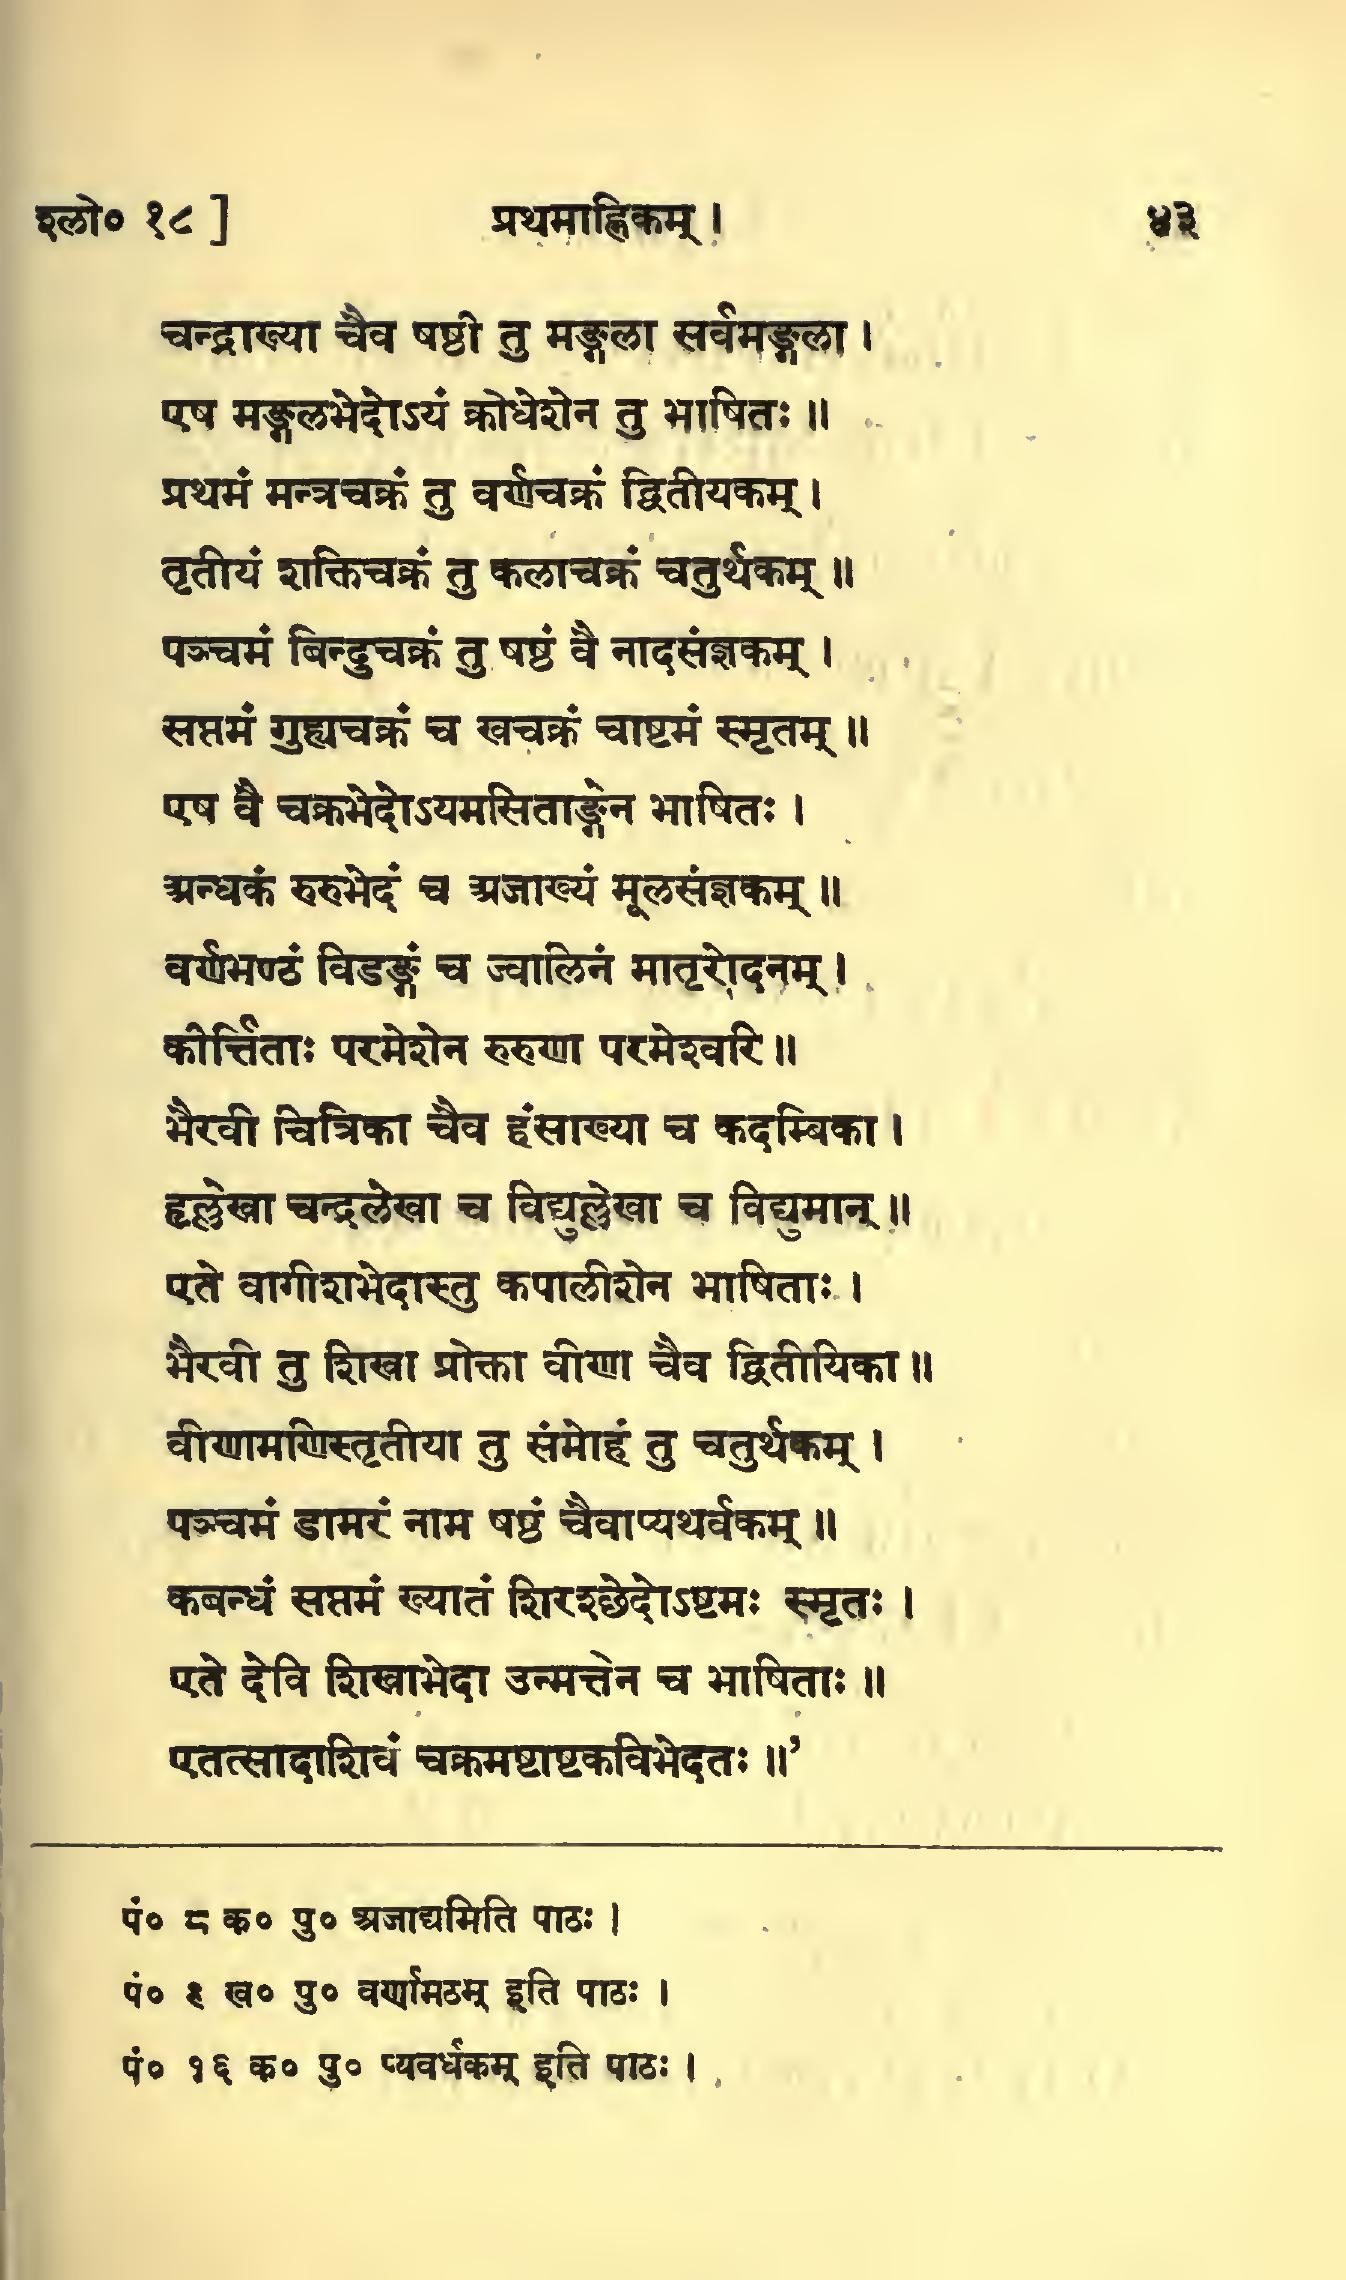 श्लो० १८ ] प्रथमाह्निकम् । ४३
चन्द्राख्या चैव षष्ठी तु मङ्गला सर्वमङ्गला ।
एष मङ्गलभेदोऽयं क्रोधेशेन तु भाषितः ॥
प्रथमं मन्त्रचक्रं तु वर्णचक्रं द्वितीयकम् ।
तृतीयं शक्तिचक्रं तु कलाचक्रं चतुर्थकम् ॥
पञ्चमं बिन्दुचक्रं तु षष्ठं वै नादसंज्ञकम् ।
सप्तमं गुह्यचक्रं च खचक्रं चाष्टमं स्मृतम् ॥
एष वै चक्रभेदोऽयमसिताङ्गेन भाषितः ।
अन्धकं रुरुभेदं च अजाख्यं मूलसंज्ञकम् ॥
वर्णभण्ठं विडङ्गं च ज्वालिनं मातृरोदनम् ।
कीर्त्तिताः परमेशेन रुरुणा परमेश्वरि ॥
भैरवी चित्रिका चैव हंसाख्या च कदम्बिका ।
हृल्लेखा चन्द्रलेखा च विद्युल्लेखा च विद्युमान् ॥
एते वागीशभेदास्तु कपालीशेन भाषिताः ।
भैरवी तु शिखा प्रोक्ता वीणा चैव द्वितीयिका ॥
वीणामणिस्तृतीया तु संमोहं तु चतुर्थकम् ।
पञ्चमं डामरं नाम षष्ठं चैवाप्यथर्वकम् ॥
कबन्धं सप्तमं ख्यातं शिरश्छेदोऽष्टमः स्मृतः ।
एते देवि शिखाभेदा उन्मत्तेन च भाषिताः ॥
एतत्सादाशिवं चक्रमष्टाष्टकविभेदतः ॥’
पं० ८ क० पु० अजाद्यमिति पाठः ।
पं० ९ ख० पु० वर्णामठम् इति पाठः ।
पं० १६ क० पु० प्यवर्धकम् इति पाठः ।